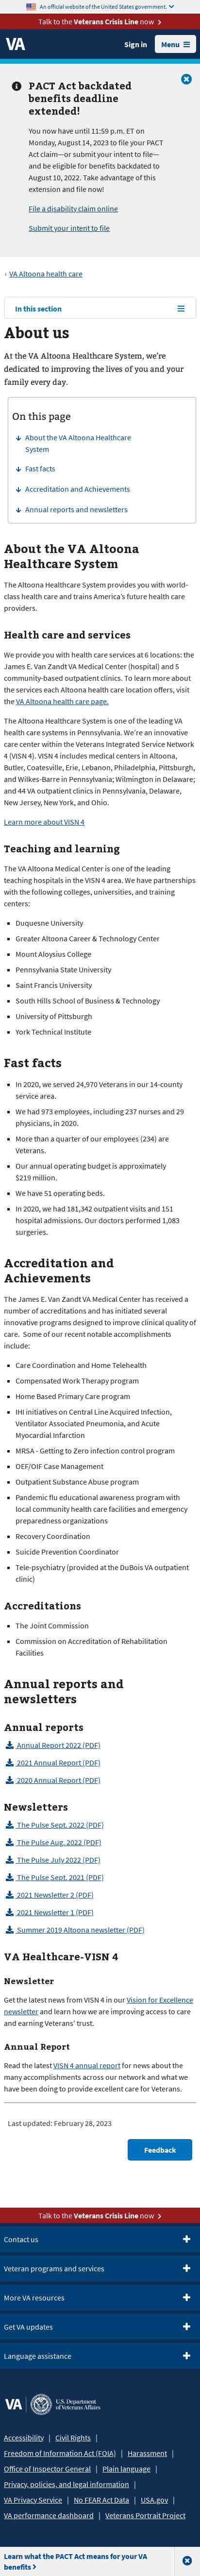 An official website of the United States government.
Talk to the Veterans Crisis Line now
VA
Sign in
Menu
PACT Act backdated
benefits deadline
extended!
You now have until 11:59 p.m. ET on
Monday, August 14, 2023 to file your PACT
Act claim—or submit your intent to file—
and be eligible for benefits backdated to
August 10, 2022. Take advantage of this
extension and file now!
File a disability claim online
Submit your intent to file
‹ VA Altoona health care
In this section
About us
At the VA Altoona Healthcare System, we're
dedicated to improving the lives of you and your
family every day.
On this page
About the VA Altoona Healthcare
System
Fast facts
Accreditation and Achievements
Annual reports and newsletters
About the VA Altoona
Healthcare System
The Altoona Healthcare System provides you with world-
class health care and trains America's future health care
providers.
Health care and services
We provide you with health care services at 6 locations: the
James E. Van Zandt VA Medical Center (hospital) and 5
community-based outpatient clinics. To learn more about
the services each Altoona health care location offers, visit
the VA Altoona health care page.
The Altoona Healthcare System is one of the leading VA
health care systems in Pennsylvania. We're an innovative
care center within the Veterans Integrated Service Network
4 (VISN 4). VISN 4 includes medical centers in Altoona,
Butler, Coatesville, Erie, Lebanon, Philadelphia, Pittsburgh,
and Wilkes-Barre in Pennsylvania; Wilmington in Delaware;
and 44 VA outpatient clinics in Pennsylvania, Delaware,
New Jersey, New York, and Ohio.
Learn more about VISN 4
Teaching and learning
The VA Altoona Medical Center is one of the leading
teaching hospitals in the VISN 4 area. We have partnerships
with the following colleges, universities, and training
centers:
Duquesne University
Greater Altoona Career & Technology Center
Mount Aloysius College
Pennsylvania State University
Saint Francis University
South Hills School of Business & Technology
University of Pittsburgh
York Technical Institute
Fast facts
In 2020, we served 24,970 Veterans in our 14-county
service area.
We had 973 employees, including 237 nurses and 29
physicians, in 2020.
More than a quarter of our employees (234) are
Veterans.
Our annual operating budget is approximately
$219 million.
We have 51 operating beds.
In 2020, we had 181,342 outpatient visits and 151
hospital admissions. Our doctors performed 1,083
surgeries.
Accreditation and
Achievements
The James E. Van Zandt VA Medical Center has received a
number of accreditations and has initiated several
innovative programs designed to improve clinical quality of
care. Some of our recent notable accomplishments
include:
Care Coordination and Home Telehealth
Compensated Work Therapy program
Home Based Primary Care program
IHI initiatives on Central Line Acquired Infection,
Ventilator Associated Pneumonia, and Acute
Myocardial Infarction
MRSA - Getting to Zero infection control program
OEF/OIF Case Management
Outpatient Substance Abuse program
Pandemic flu educational awareness program with
local community health care facilities and emergency
preparedness organizations
Recovery Coordination
Suicide Prevention Coordinator
Tele-psychiatry (provided at the DuBois VA outpatient
clinic)
Accreditations
The Joint Commission
Commission on Accreditation of Rehabilitation
Facilities
Annual reports and
newsletters
Annual reports
Annual Report 2022 (PDF)
2021 Annual Report (PDF)
2020 Annual Report (PDF)
Newsletters
The Pulse Sept. 2022 (PDF)
The Pulse Aug. 2022 (PDF)
The Pulse July 2022 (PDF)
The Pulse Sept. 2021 (PDF)
2021 Newsletter 2 (PDF)
2021 Newsletter 1 (PDF)
Summer 2019 Altoona newsletter (PDF)
VA Healthcare-VISN 4
Newsletter
Get the latest news from VISN 4 in our Vision for Excellence
newsletter and learn how we are improving access to care
and earning Veterans' trust.
Annual Report
Read the latest VISN 4 annual report for news about the
many accomplishments across our network and what we
have been doing to provide excellent care for Veterans.
Last updated: February 28, 2023
Feedback
Talk to the Veterans Crisis Line now
Contact us
Veteran programs and services
More VA resources
Get VA updates
Language assistance
VA U.S. Department
of Veterans Affairs
Accessibility | Civil Rights |
Freedom of Information Act (FOIA) | Harassment |
Office of Inspector General | Plain language |
Privacy, policies, and legal information |
VA Privacy Service | No FEAR Act Data | USA.gov |
VA performance dashboard | Veterans Portrait Project
Learn what the PACT Act means for your VA
benefits